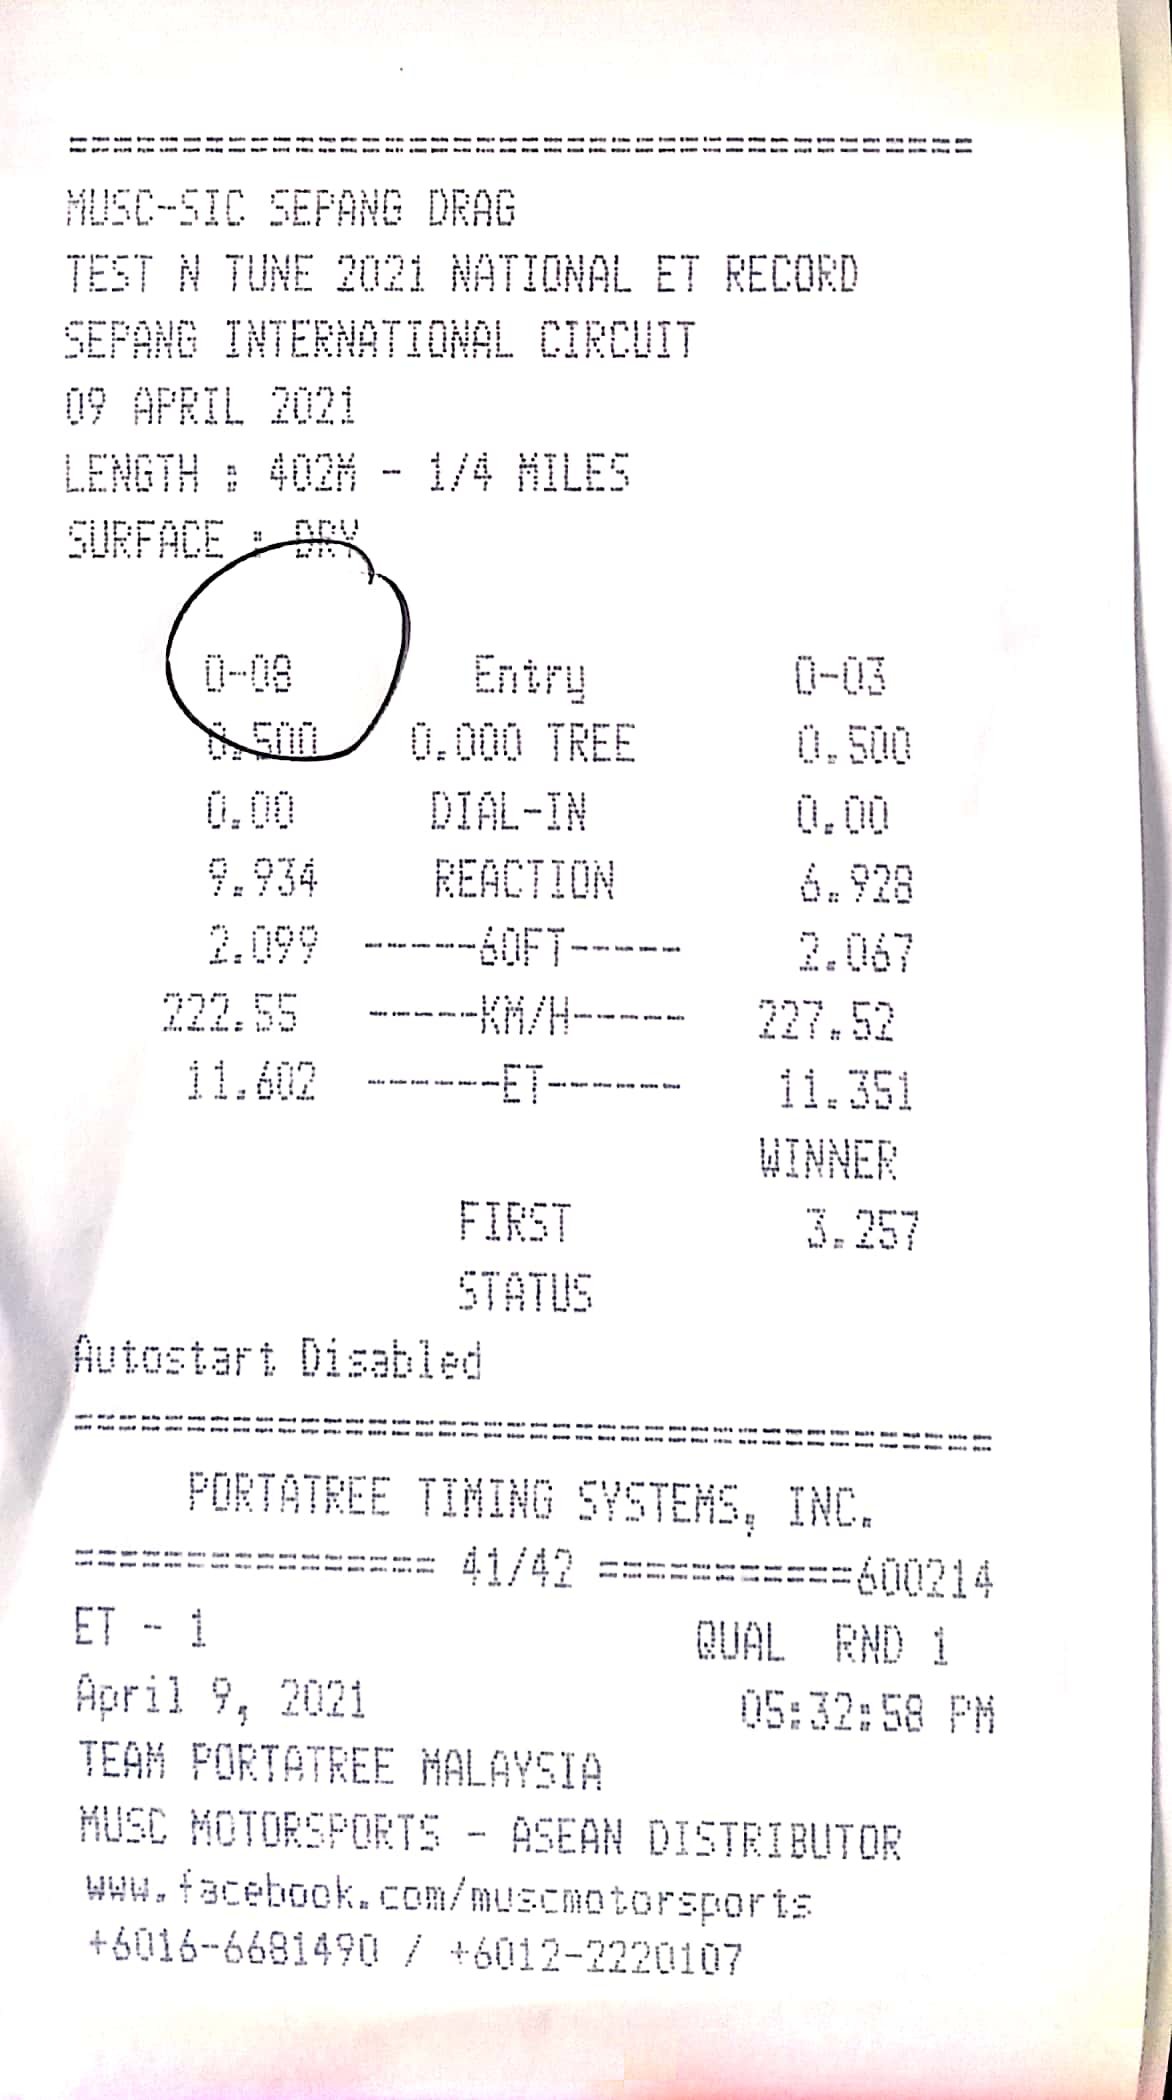 =========================================
MUSC-SIC SEPANG DRAG
TEST N TUNE 2021 NATIONAL ET RECORD
SEPANG INTERNATIONAL CIRCUIT
09 APRIL 2021
LENGTH : 402M - 1/4 MILES
SURFACE : DRY
O-08 Entry O-03
0.500 0.000 TREE 0.500
0.00 DIAL-IN 0.00
9.934 REACTION 6.928
2.099 -----60FT----- 2.067
222.55 -----KM/H----- 227.52
11.602 ------ET------ 11.351
WINNER
FIRST 3.257
STATUS
Autostart Disabled
=========================================
PORTATREE TIMING SYSTEMS, INC.
================ 41/42 ===========600214
ET - 1 QUAL RND 1
April 9, 2021 05:32:58 PM
TEAM PORTATREE MALAYSIA
MUSC MOTORSPORTS - ASEAN DISTRIBUTOR
www.facebook.com/muscmotorsports
+6016-6681490 / +6012-2220107